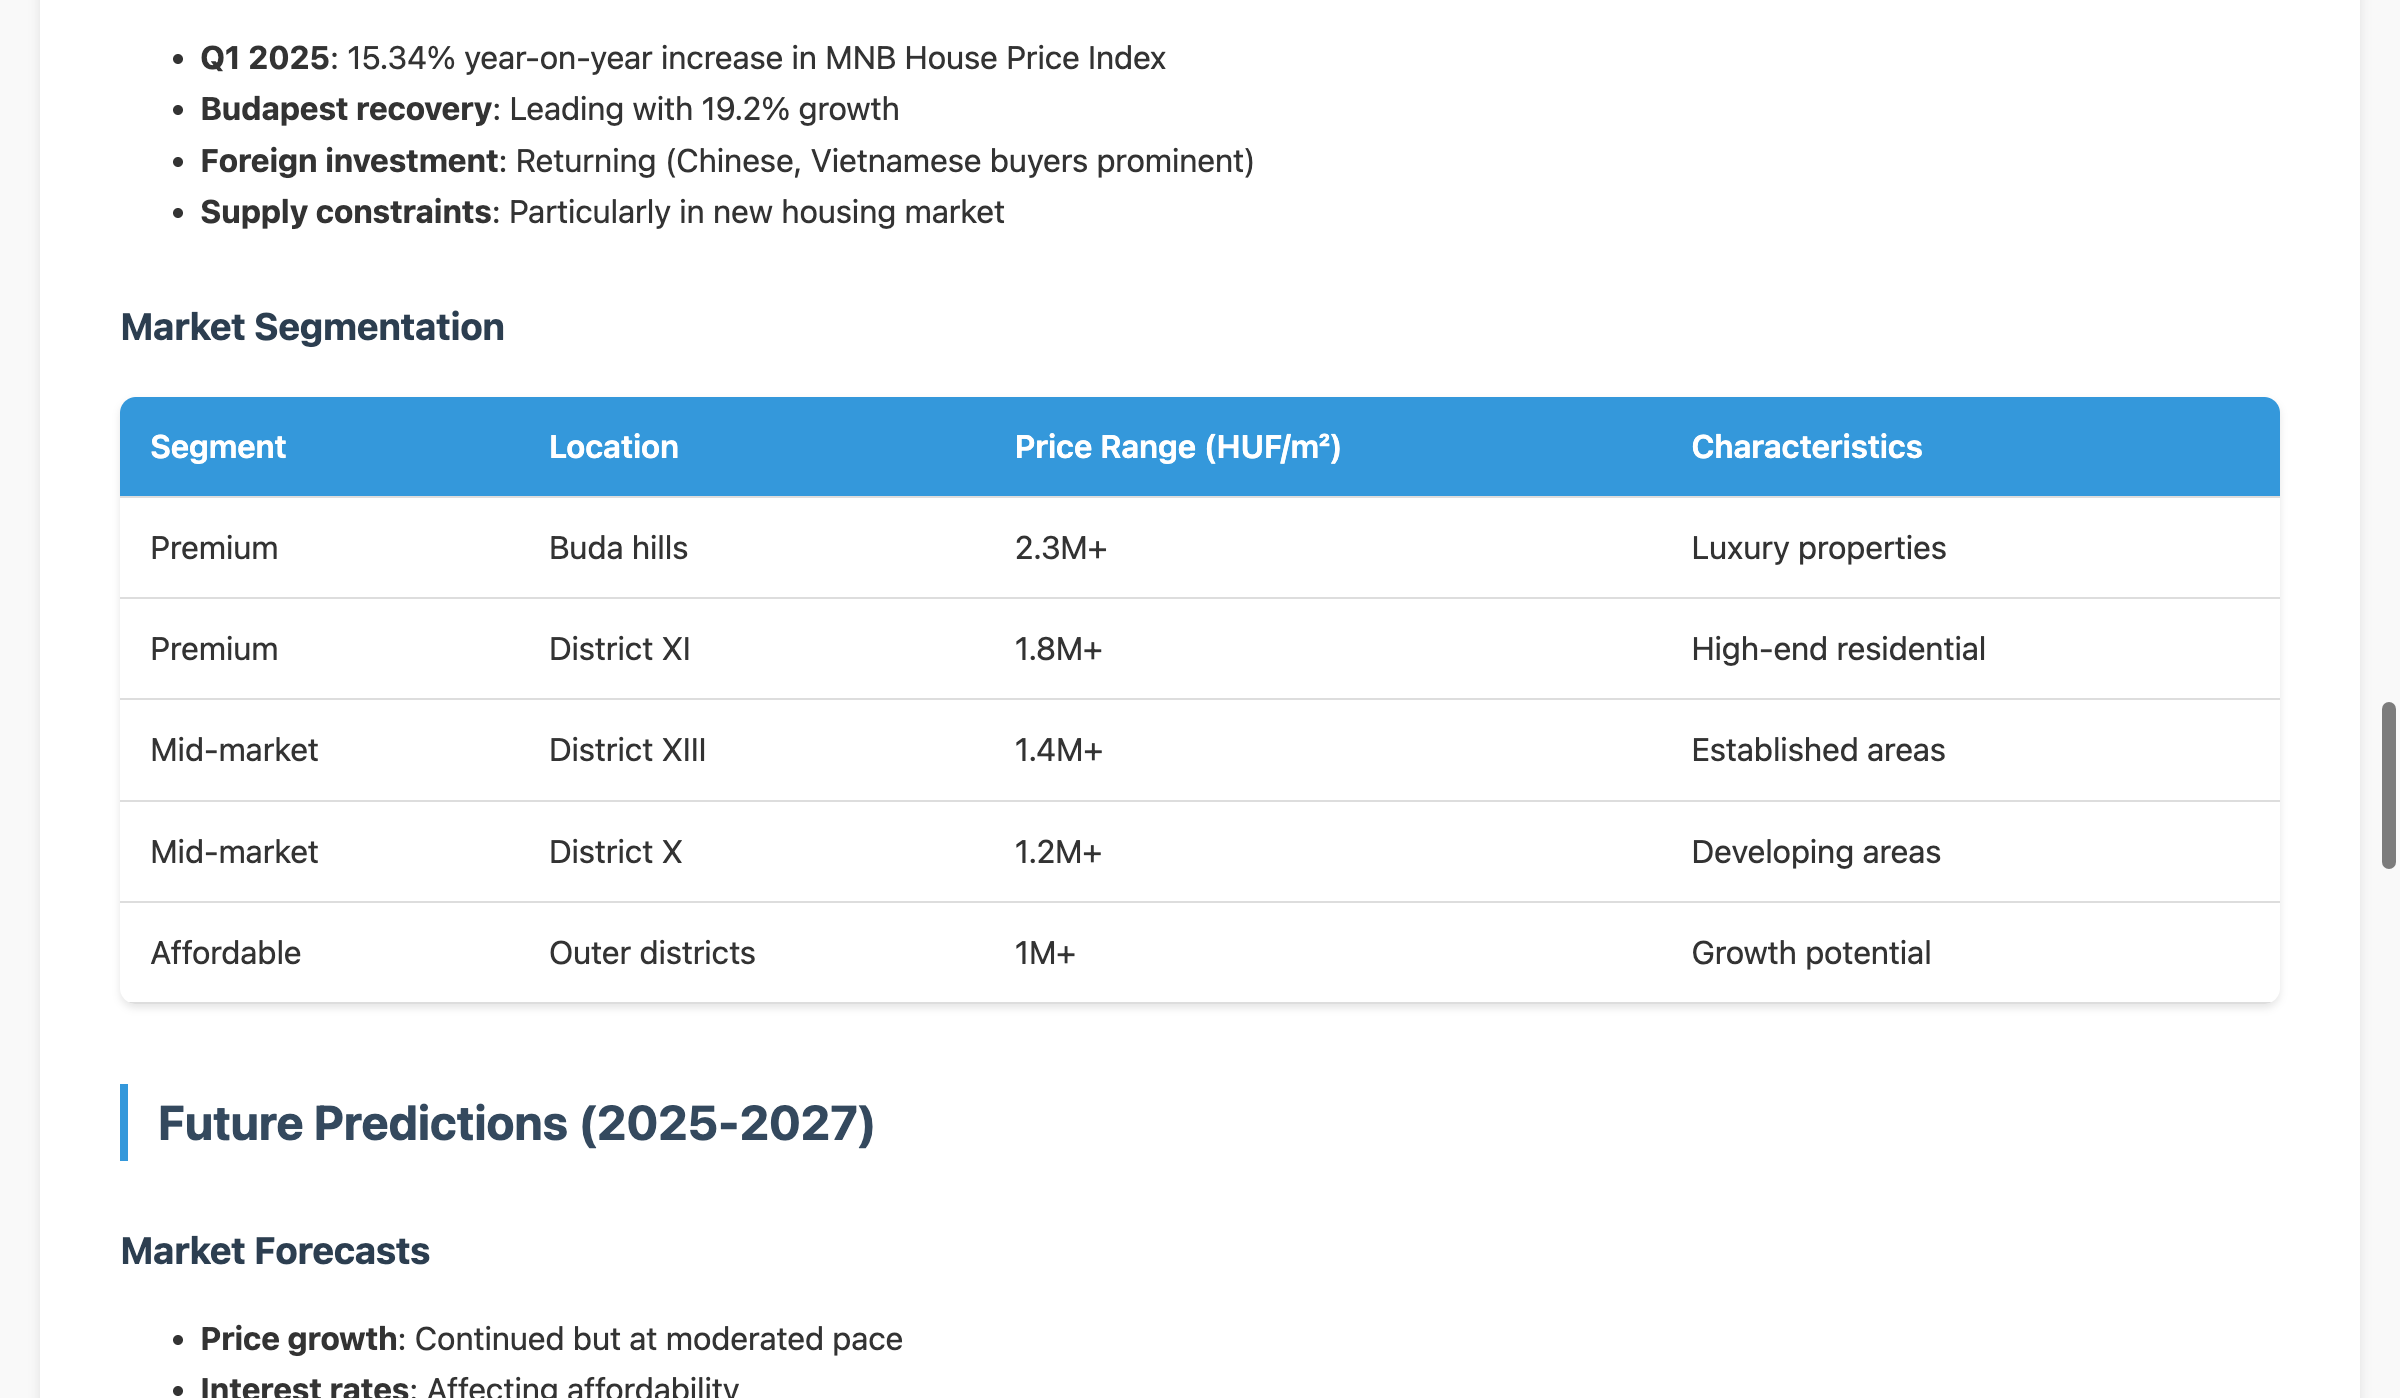 • Q1 2025: 15.34% year-on-year increase in MNB House Price Index
• Budapest recovery: Leading with 19.2% growth
• Foreign investment: Returning (Chinese, Vietnamese buyers prominent)
• Supply constraints: Particularly in new housing market
Market Segmentation
Segment Location Price Range (HUF/m²) Characteristics
Premium Buda hills 2.3M+ Luxury properties
Premium District XI 1.8M+ High-end residential
Mid-market District XIII 1.4M+ Established areas
Mid-market District X 1.2M+ Developing areas
Affordable Outer districts 1M+ Growth potential
Future Predictions (2025-2027)
Market Forecasts
• Price growth: Continued but at moderated pace
• Interest rates: Affecting affordability